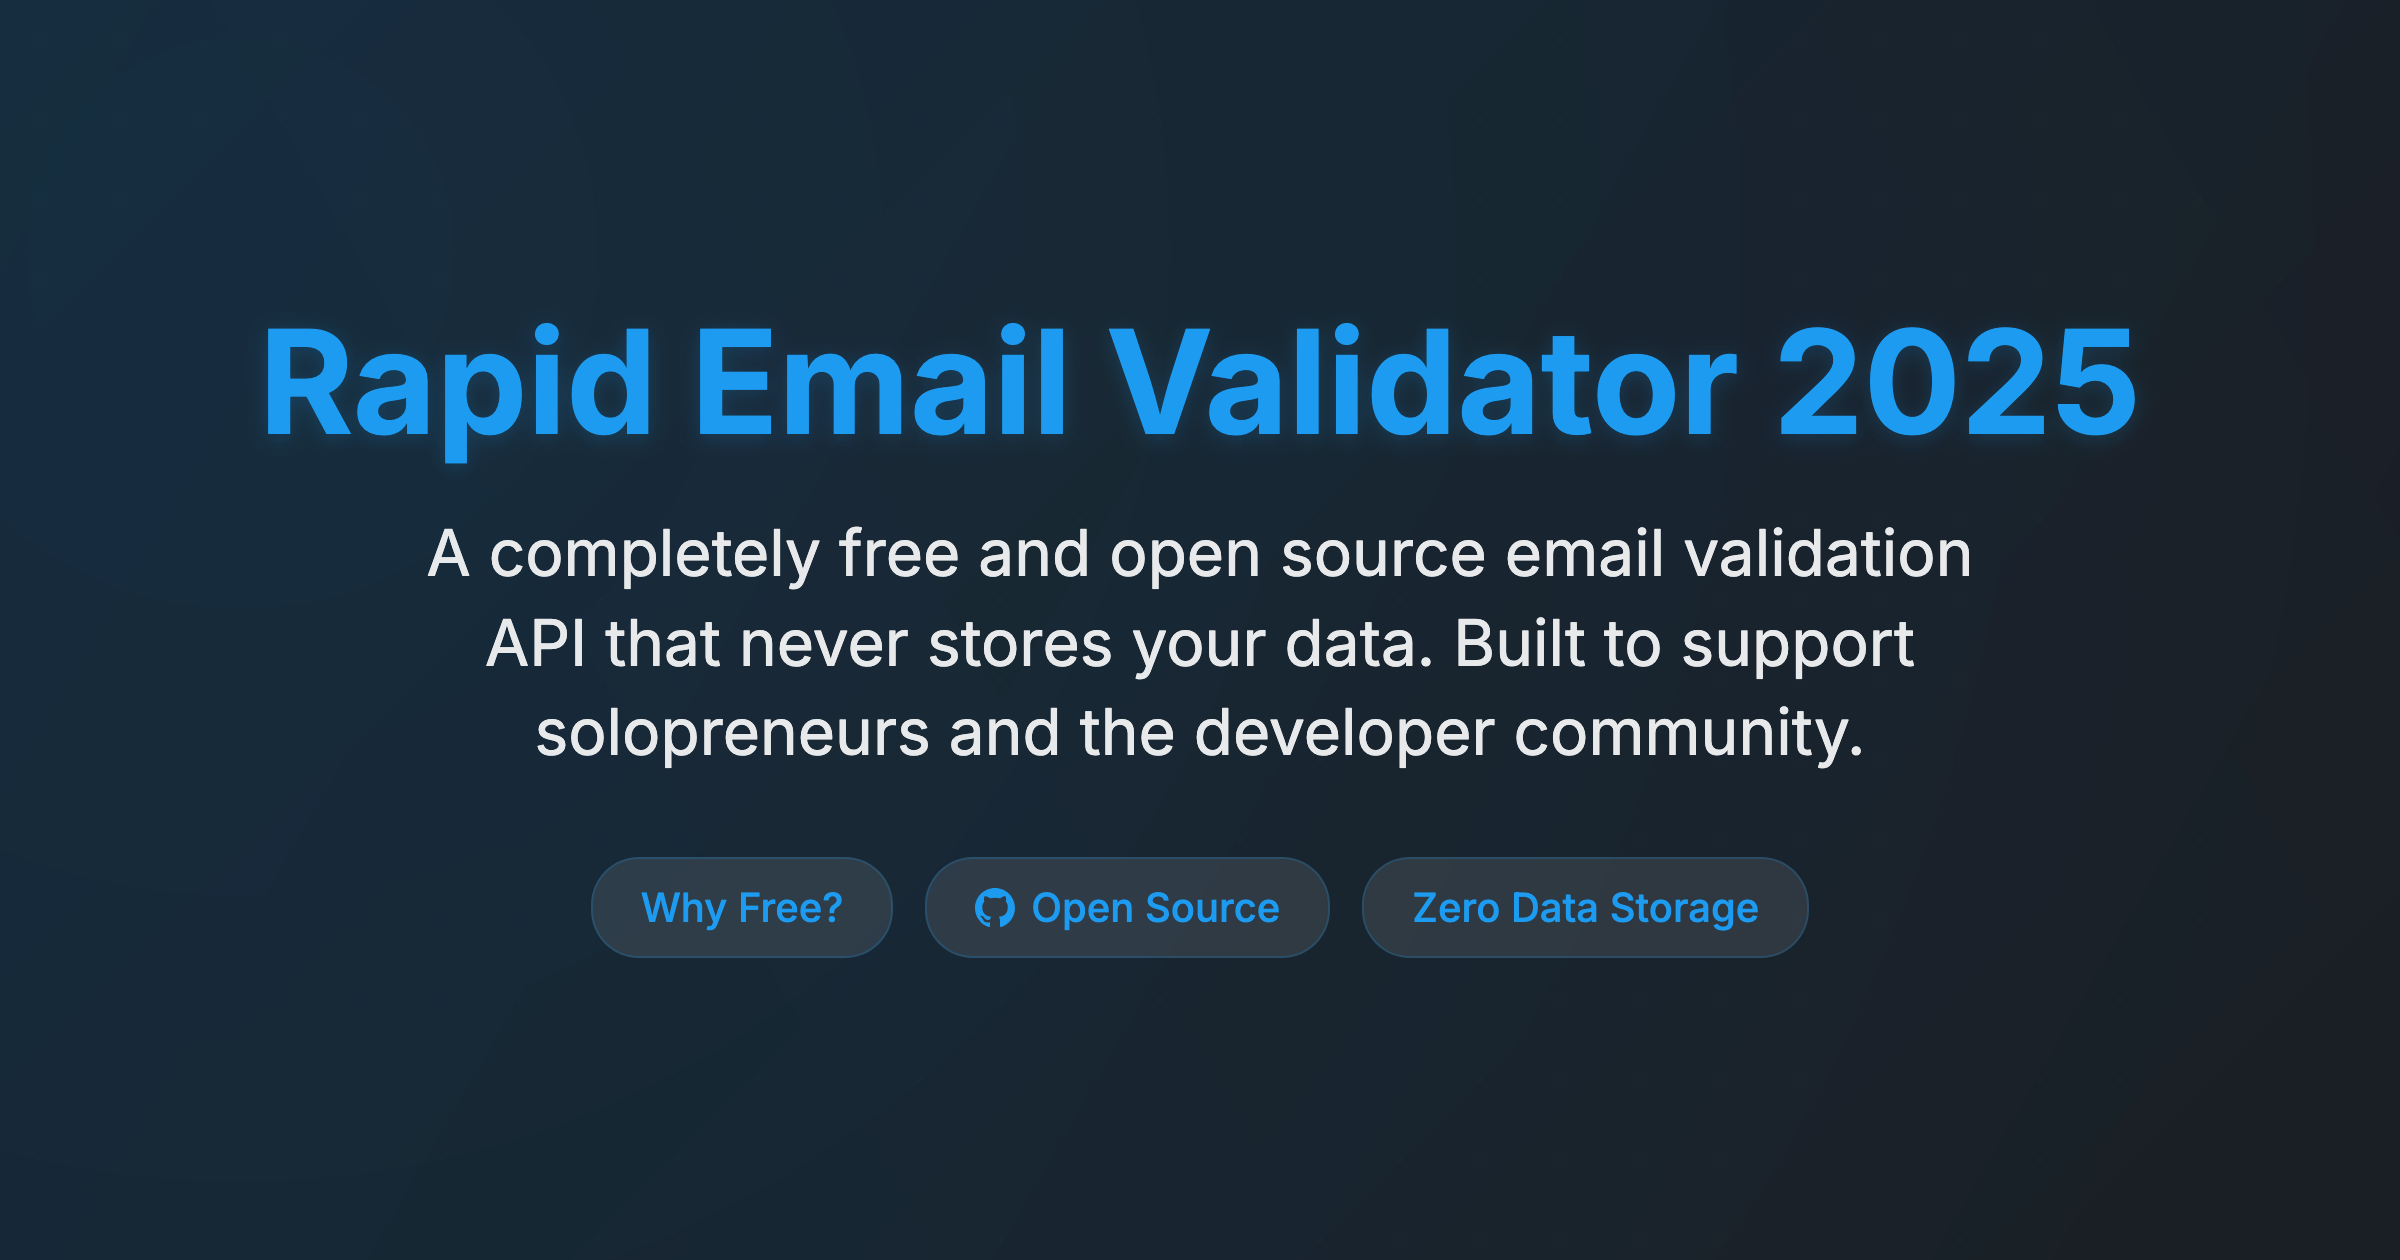 Rapid Email Validator 2025
A completely free and open source email validation
API that never stores your data. Built to support
solopreneurs and the developer community.
Why Free?
Open Source
Zero Data Storage